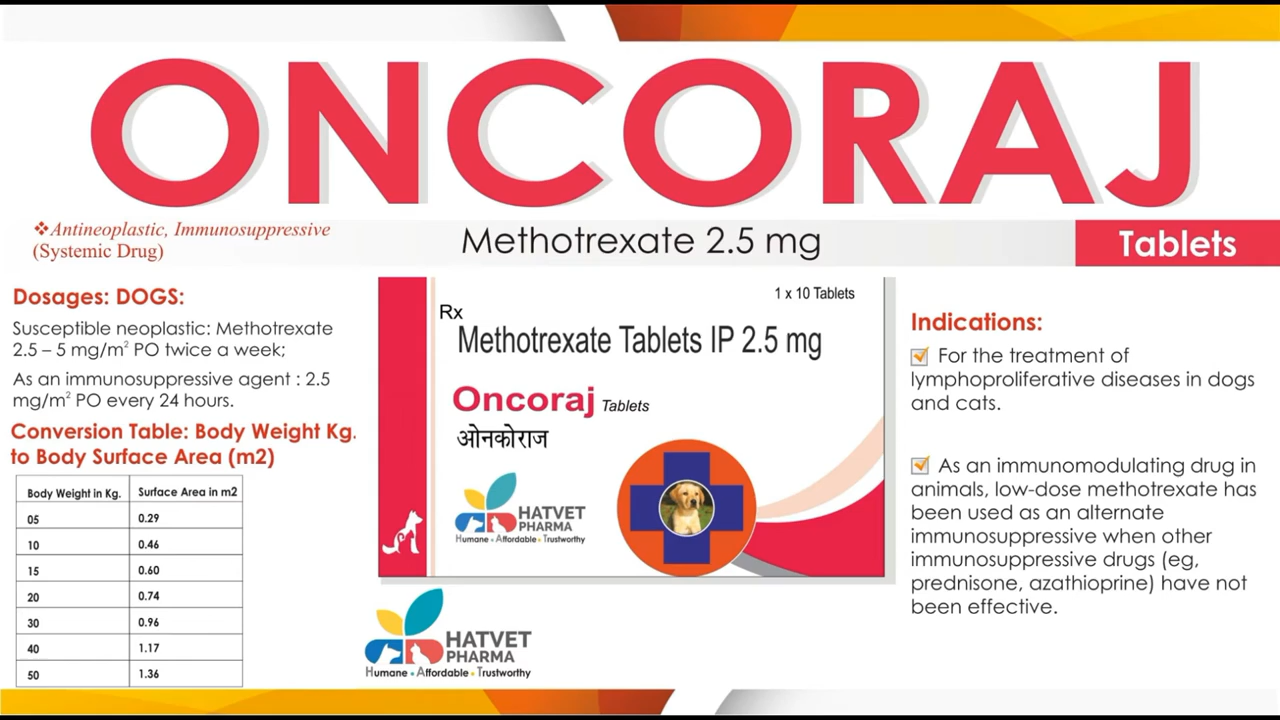 ONCORAJ
❖Antineoplastic, Immunosuppressive
(Systemic Drug)
Methotrexate 2.5 mg
Tablets
Dosages: DOGS:
Susceptible neoplastic: Methotrexate
2.5 – 5 mg/m² PO twice a week;
As an immunosuppressive agent : 2.5
mg/m² PO every 24 hours.
Conversion Table: Body Weight Kg.
to Body Surface Area (m2)
Body Weight in Kg. Surface Area in m2
05 0.29
10 0.46
15 0.60
20 0.74
30 0.96
40 1.17
50 1.36
1 x 10 Tablets
Rx
Methotrexate Tablets IP 2.5 mg
Oncoraj Tablets
ओनकोराज
HATVET
PHARMA
Humane • Affordable • Trustworthy
HATVET
PHARMA
Humane • Affordable • Trustworthy
Indications:
For the treatment of
lymphoproliferative diseases in dogs
and cats.
As an immunomodulating drug in
animals, low-dose methotrexate has
been used as an alternate
immunosuppressive when other
immunosuppressive drugs (eg,
prednisone, azathioprine) have not
been effective.